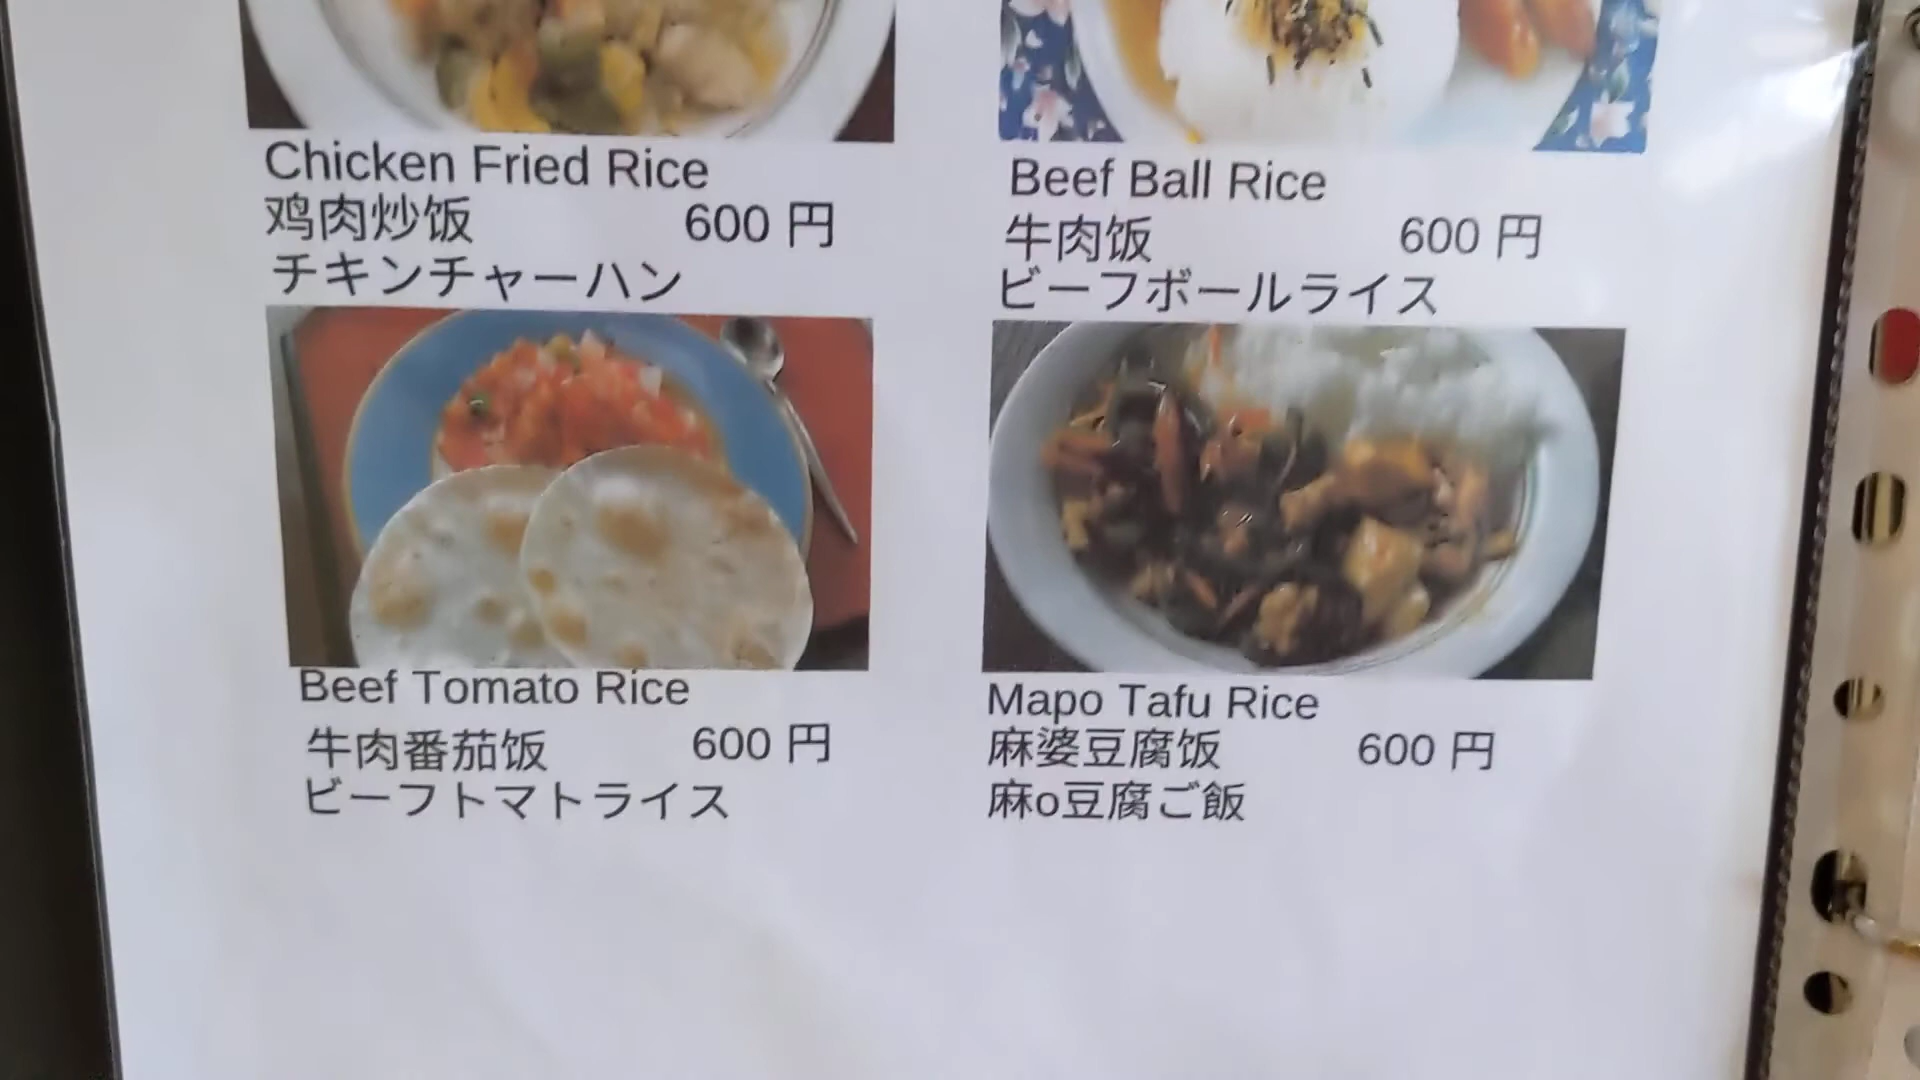 Chicken Fried Rice
鸡肉炒饭 600 円
チキンチャーハン
Beef Ball Rice
牛肉饭 600 円
ビーフボールライス
Beef Tomato Rice
牛肉番茄饭 600 円
ビーフトマトライス
Mapo Tafu Rice
麻婆豆腐饭 600 円
麻o豆腐ご飯